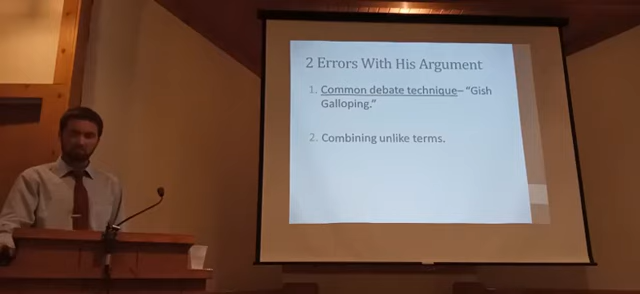 2 Errors With His Argument
1. Common debate technique– “Gish
Galloping.”
2. Combining unlike terms.